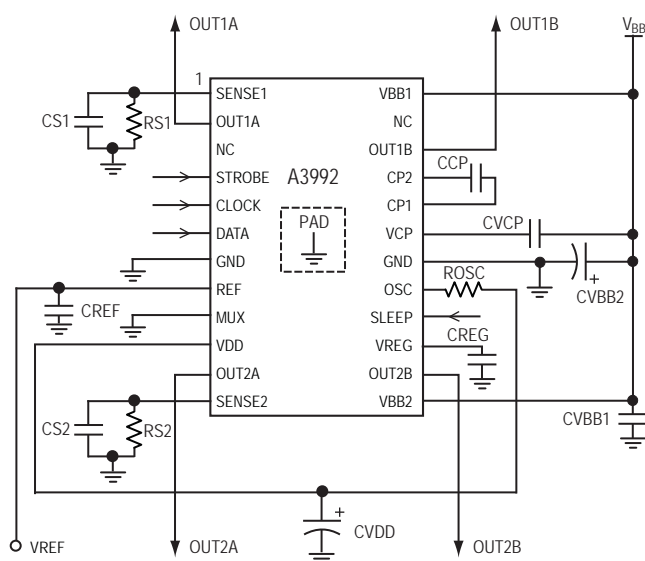 OUT1A
OUT1B
VBB
1
SENSE1
VBB1
CS1
RS1
OUT1A
NC
NC
OUT1B
CCP
STROBE
A3992
CP2
CLOCK
CP1
PAD
CVCP
DATA
VCP
GND
GND
ROSC
+
CVBB2
REF
OSC
CREF
MUX
SLEEP
CREG
VDD
VREG
OUT2A
OUT2B
SENSE2
VBB2
CVBB1
CS2
RS2
+
CVDD
VREF
OUT2A
OUT2B